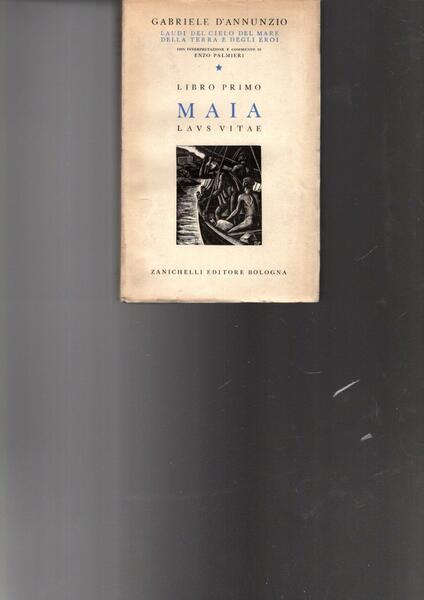 GABRIELE D'ANNUNZIO
LAUDI DEL CIELO DEL MARE
DELLA TERRA E DEGLI EROI
CON INTERPRETAZIONE E COMMENTO DI
ENZO PALMIERI
LIBRO PRIMO
MAIA
LAVS VITAE
ZANICHELLI EDITORE BOLOGNA